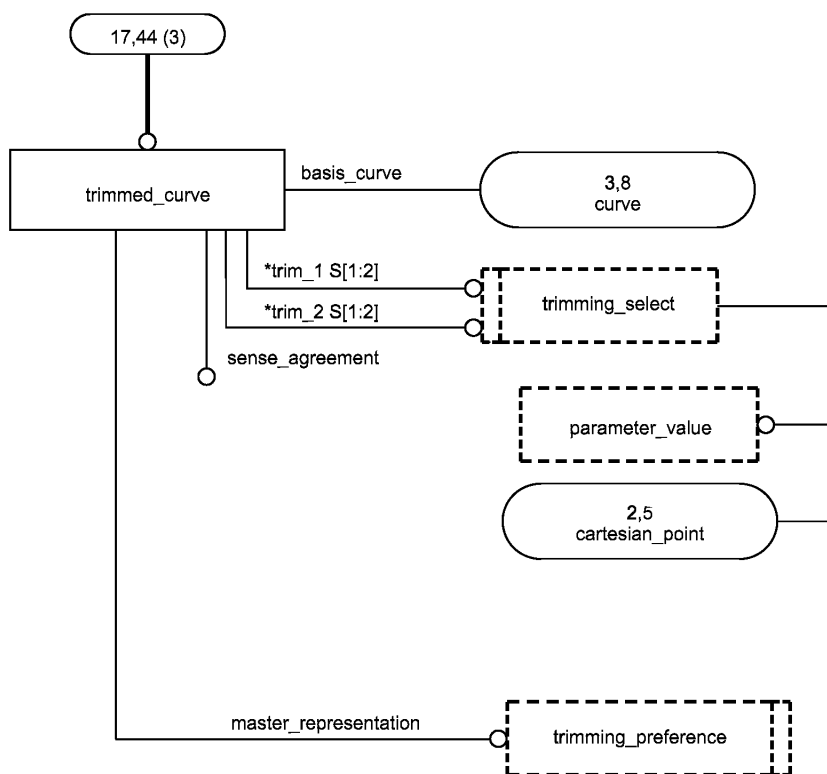 17,44 (3)
trimmed_curve
basis_curve
3,8
curve
*trim_1 S[1:2]
*trim_2 S[1:2]
trimming_select
sense_agreement
parameter_value
2,5
cartesian_point
master_representation
trimming_preference